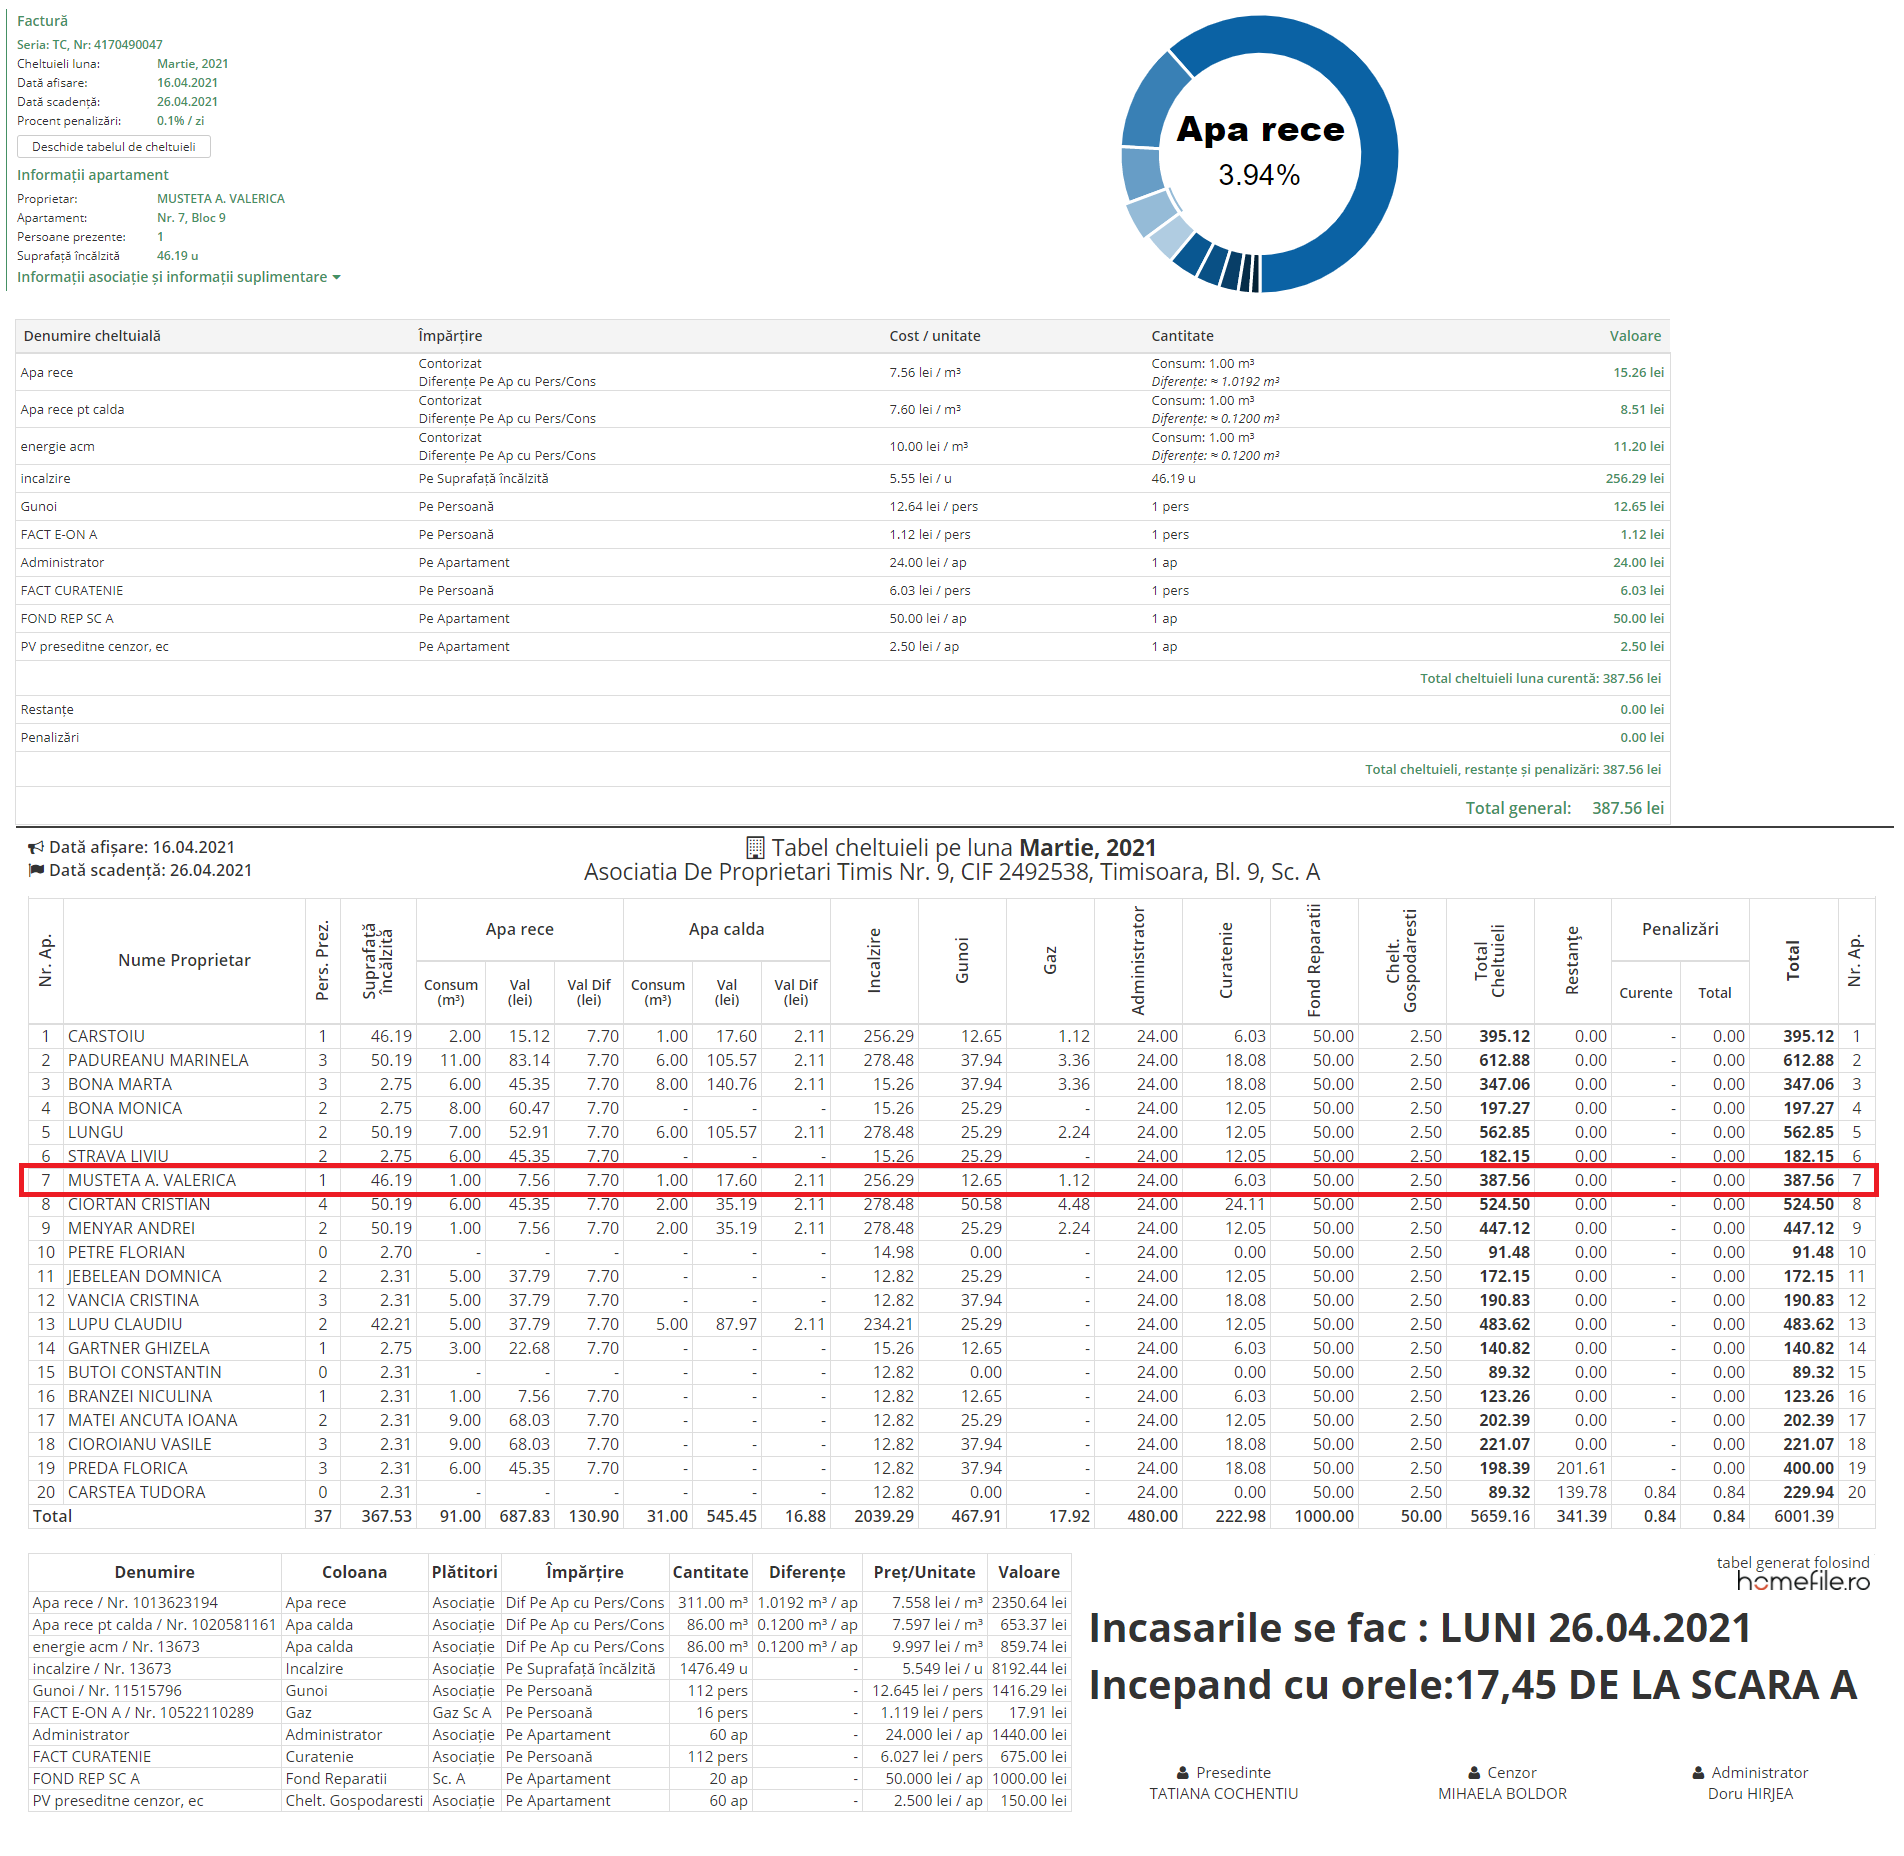 Factură
Seria: TC, Nr: 4170490047
Cheltuieli luna: Martie, 2021
Dată afisare: 16.04.2021
Dată scadență: 26.04.2021
Procent penalizări: 0.1% / zi
Deschide tabelul de cheltuieli
Informații apartament
Proprietar: MUSTETA A. VALERICA
Apartament: Nr. 7, Bloc 9
Persoane prezente: 1
Suprafață încălzită 46.19 u
Informații asociație și informații suplimentare
Apa rece
3.94%
Denumire cheltuială Împărțire Cost / unitate Cantitate Valoare
Apa rece Contorizat Diferențe Pe Ap cu Pers/Cons 7.56 lei / m³ Consum: 1.00 m³ Diferențe: ≈ 1.0192 m³ 15.26 lei
Apa rece pt calda Contorizat Diferențe Pe Ap cu Pers/Cons 7.60 lei / m³ Consum: 1.00 m³ Diferențe: ≈ 0.1200 m³ 8.51 lei
energie acm Contorizat Diferențe Pe Ap cu Pers/Cons 10.00 lei / m³ Consum: 1.00 m³ Diferențe: ≈ 0.1200 m³ 11.20 lei
incalzire Pe Suprafață încălzită 5.55 lei / u 46.19 u 256.29 lei
Gunoi Pe Persoană 12.64 lei / pers 1 pers 12.65 lei
FACT E-ON A Pe Persoană 1.12 lei / pers 1 pers 1.12 lei
Administrator Pe Apartament 24.00 lei / ap 1 ap 24.00 lei
FACT CURATENIE Pe Persoană 6.03 lei / pers 1 pers 6.03 lei
FOND REP SC A Pe Apartament 50.00 lei / ap 1 ap 50.00 lei
PV preseditne cenzor, ec Pe Apartament 2.50 lei / ap 1 ap 2.50 lei
Total cheltuieli luna curentă: 387.56 lei
Restanțe 0.00 lei
Penalizări 0.00 lei
Total cheltuieli, restanțe și penalizări: 387.56 lei
Total general: 387.56 lei
Dată afișare: 16.04.2021
Dată scadență: 26.04.2021
Tabel cheltuieli pe luna Martie, 2021
Asociatia De Proprietari Timis Nr. 9, CIF 2492538, Timisoara, Bl. 9, Sc. A
Nr. Ap. Nume Proprietar Pers. Prez. Suprafață încălzită Apa rece Apa calda Incalzire Gunoi Gaz Administrator Curatenie Fond Reparatii Chelt. Gospodaresti Total Cheltuieli Restanțe Penalizări Total Nr. Ap.
Consum (m³) Val (lei) Val Dif (lei) Consum (m³) Val (lei) Val Dif (lei) Curente Total
1 CARSTOIU 1 46.19 2.00 15.12 7.70 1.00 17.60 2.11 256.29 12.65 1.12 24.00 6.03 50.00 2.50 395.12 0.00 - 0.00 395.12 1
2 PADUREANU MARINELA 3 50.19 11.00 83.14 7.70 6.00 105.57 2.11 278.48 37.94 3.36 24.00 18.08 50.00 2.50 612.88 0.00 - 0.00 612.88 2
3 BONA MARTA 3 2.75 6.00 45.35 7.70 8.00 140.76 2.11 15.26 37.94 3.36 24.00 18.08 50.00 2.50 347.06 0.00 - 0.00 347.06 3
4 BONA MONICA 2 2.75 8.00 60.47 7.70 - - - 15.26 25.29 - 24.00 12.05 50.00 2.50 197.27 0.00 - 0.00 197.27 4
5 LUNGU 2 50.19 7.00 52.91 7.70 6.00 105.57 2.11 278.48 25.29 2.24 24.00 12.05 50.00 2.50 562.85 0.00 - 0.00 562.85 5
6 STRAVA LIVIU 2 2.75 6.00 45.35 7.70 - - - 15.26 25.29 - 24.00 12.05 50.00 2.50 182.15 0.00 - 0.00 182.15 6
7 MUSTETA A. VALERICA 1 46.19 1.00 7.56 7.70 1.00 17.60 2.11 256.29 12.65 1.12 24.00 6.03 50.00 2.50 387.56 0.00 - 0.00 387.56 7
8 CIORTAN CRISTIAN 4 50.19 6.00 45.35 7.70 2.00 35.19 2.11 278.48 50.58 4.48 24.00 24.11 50.00 2.50 524.50 0.00 - 0.00 524.50 8
9 MENYAR ANDREI 2 50.19 1.00 7.56 7.70 2.00 35.19 2.11 278.48 25.29 2.24 24.00 12.05 50.00 2.50 447.12 0.00 - 0.00 447.12 9
10 PETRE FLORIAN 0 2.70 - - - - - - 14.98 0.00 - 24.00 0.00 50.00 2.50 91.48 0.00 - 0.00 91.48 10
11 JEBELEAN DOMNICA 2 2.31 5.00 37.79 7.70 - - - 12.82 25.29 - 24.00 12.05 50.00 2.50 172.15 0.00 - 0.00 172.15 11
12 VANCIA CRISTINA 3 2.31 5.00 37.79 7.70 - - - 12.82 37.94 - 24.00 18.08 50.00 2.50 190.83 0.00 - 0.00 190.83 12
13 LUPU CLAUDIU 2 42.21 5.00 37.79 7.70 5.00 87.97 2.11 234.21 25.29 - 24.00 12.05 50.00 2.50 483.62 0.00 - 0.00 483.62 13
14 GARTNER GHIZELA 1 2.75 3.00 22.68 7.70 - - - 15.26 12.65 - 24.00 6.03 50.00 2.50 140.82 0.00 - 0.00 140.82 14
15 BUTOI CONSTANTIN 0 2.31 - - - - - - 12.82 0.00 - 24.00 0.00 50.00 2.50 89.32 0.00 - 0.00 89.32 15
16 BRANZEI NICULINA 1 2.31 1.00 7.56 7.70 - - - 12.82 12.65 - 24.00 6.03 50.00 2.50 123.26 0.00 - 0.00 123.26 16
17 MATEI ANCUTA IOANA 2 2.31 9.00 68.03 7.70 - - - 12.82 25.29 - 24.00 12.05 50.00 2.50 202.39 0.00 - 0.00 202.39 17
18 CIOROIANU VASILE 3 2.31 9.00 68.03 7.70 - - - 12.82 37.94 - 24.00 18.08 50.00 2.50 221.07 0.00 - 0.00 221.07 18
19 PREDA FLORICA 3 2.31 6.00 45.35 7.70 - - - 12.82 37.94 - 24.00 18.08 50.00 2.50 198.39 201.61 - 0.00 400.00 19
20 CARSTEA TUDORA 0 2.31 - - - - - - 12.82 0.00 - 24.00 0.00 50.00 2.50 89.32 139.78 0.84 0.84 229.94 20
Total 37 367.53 91.00 687.83 130.90 31.00 545.45 16.88 2039.29 467.91 17.92 480.00 222.98 1000.00 50.00 5659.16 341.39 0.84 0.84 6001.39
Denumire Coloana Plătitori Împărțire Cantitate Diferențe Preț/Unitate Valoare
Apa rece / Nr. 1013623194 Apa rece Asociație Dif Pe Ap cu Pers/Cons 311.00 m³ 1.0192 m³ / ap 7.558 lei / m³ 2350.64 lei
Apa rece pt calda / Nr. 1020581161 Apa calda Asociație Dif Pe Ap cu Pers/Cons 86.00 m³ 0.1200 m³ / ap 7.597 lei / m³ 653.37 lei
energie acm / Nr. 13673 Apa calda Asociație Dif Pe Ap cu Pers/Cons 86.00 m³ 0.1200 m³ / ap 9.997 lei / m³ 859.74 lei
incalzire / Nr. 13673 Incalzire Asociație Pe Suprafață încălzită 1476.49 u - 5.549 lei / u 8192.44 lei
Gunoi / Nr. 11515796 Gunoi Asociație Pe Persoană 112 pers - 12.645 lei / pers 1416.29 lei
FACT E-ON A / Nr. 10522110289 Gaz Gaz Sc A Pe Persoană 16 pers - 1.119 lei / pers 17.91 lei
Administrator Administrator Asociație Pe Apartament 60 ap - 24.000 lei / ap 1440.00 lei
FACT CURATENIE Curatenie Asociație Pe Persoană 112 pers - 6.027 lei / pers 675.00 lei
FOND REP SC A Fond Reparatii Sc. A Pe Apartament 20 ap - 50.000 lei / ap 1000.00 lei
PV preseditne cenzor, ec Chelt. Gospodaresti Asociație Pe Apartament 60 ap - 2.500 lei / ap 150.00 lei
tabel generat folosind
homefile.ro
Incasarile se fac : LUNI 26.04.2021
Incepand cu orele:17,45 DE LA SCARA A
Presedinte Cenzor Administrator
TATIANA COCHENTIU MIHAELA BOLDOR Doru HIRJEA